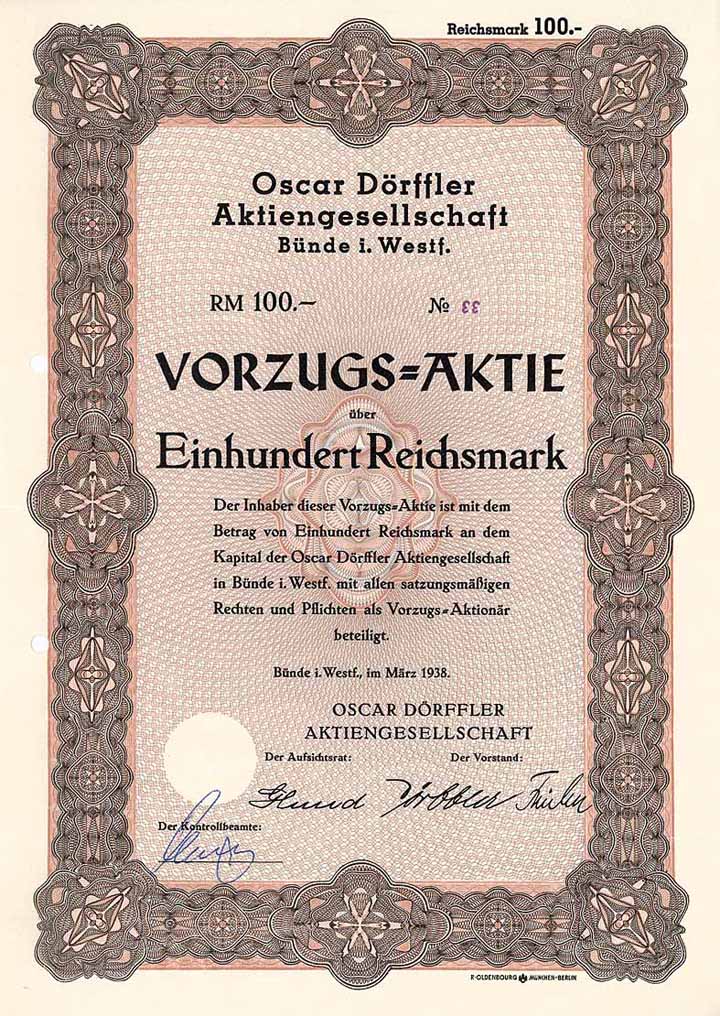 Reichsmark 100.-
Oscar Dörffler
Aktiengesellschaft
Bünde i. Westf.
RM 100.— № 33
VORZUGS=AKTIE
über
Einhundert Reichsmark
Der Inhaber dieser Vorzugs=Aktie ist mit dem
Betrag von Einhundert Reichsmark an dem
Kapital der Oscar Dörffler Aktiengesellschaft
in Bünde i. Westf. mit allen satzungsmäßigen
Rechten und Pflichten als Vorzugs=Aktionär
beteiligt.
Bünde i. Westf., im März 1938.
OSCAR DÖRFFLER
AKTIENGESELLSCHAFT
Der Aufsichtsrat: Der Vorstand:
Dörffler
Der Kontrollbeamte:
R·OLDENBOURG MÜNCHEN-BERLIN